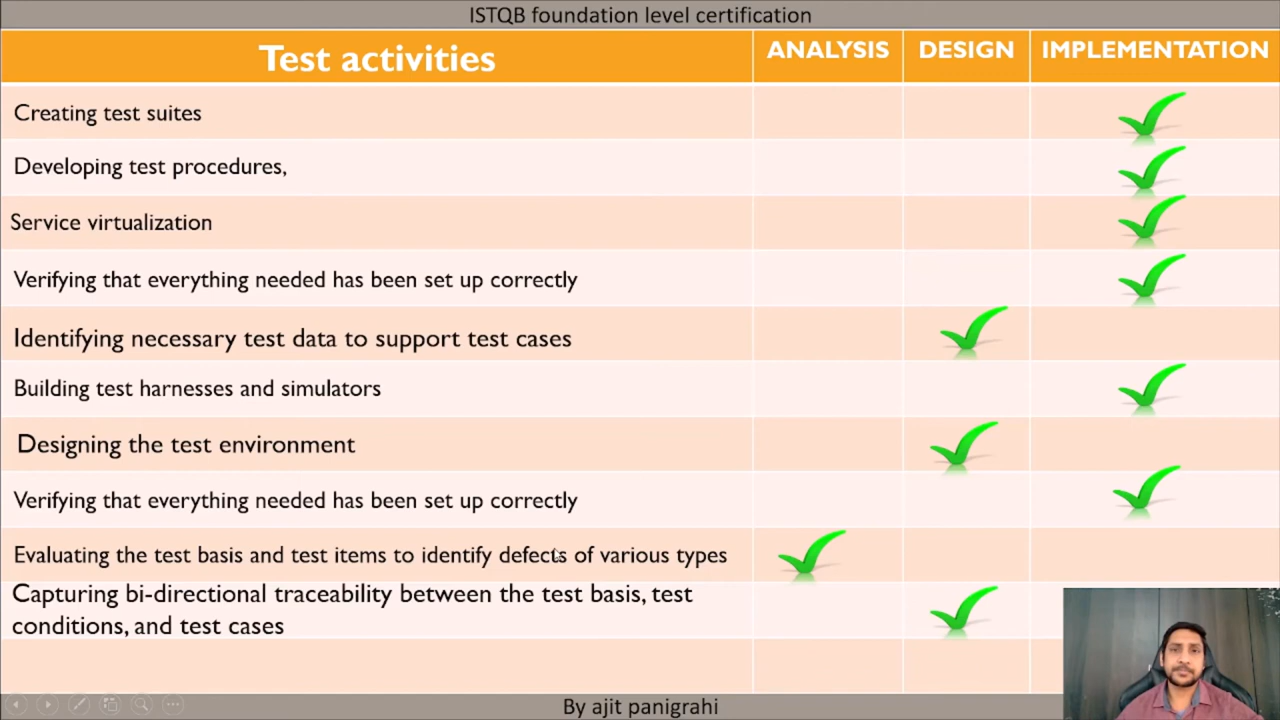 ISTQB foundation level certification
Test activities
ANALYSIS
DESIGN
IMPLEMENTATION
Creating test suites
Developing test procedures,
Service virtualization
Verifying that everything needed has been set up correctly
Identifying necessary test data to support test cases
Building test harnesses and simulators
Designing the test environment
Verifying that everything needed has been set up correctly
Evaluating the test basis and test items to identify defects of various types
Capturing bi-directional traceability between the test basis, test
conditions, and test cases
By ajit panigrahi